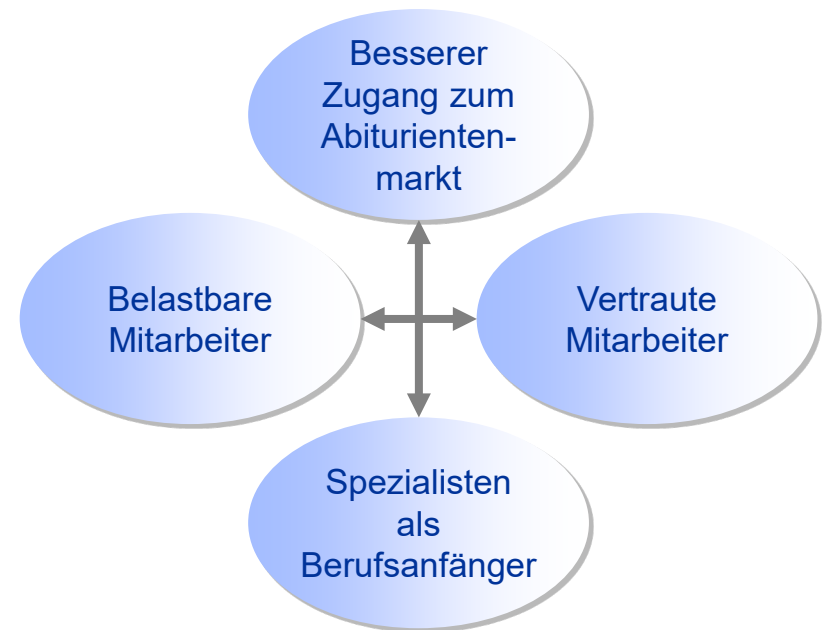 Besserer
Zugang zum
Abiturienten-
markt
Belastbare
Mitarbeiter
Vertraute
Mitarbeiter
Spezialisten
als
Berufsanfänger